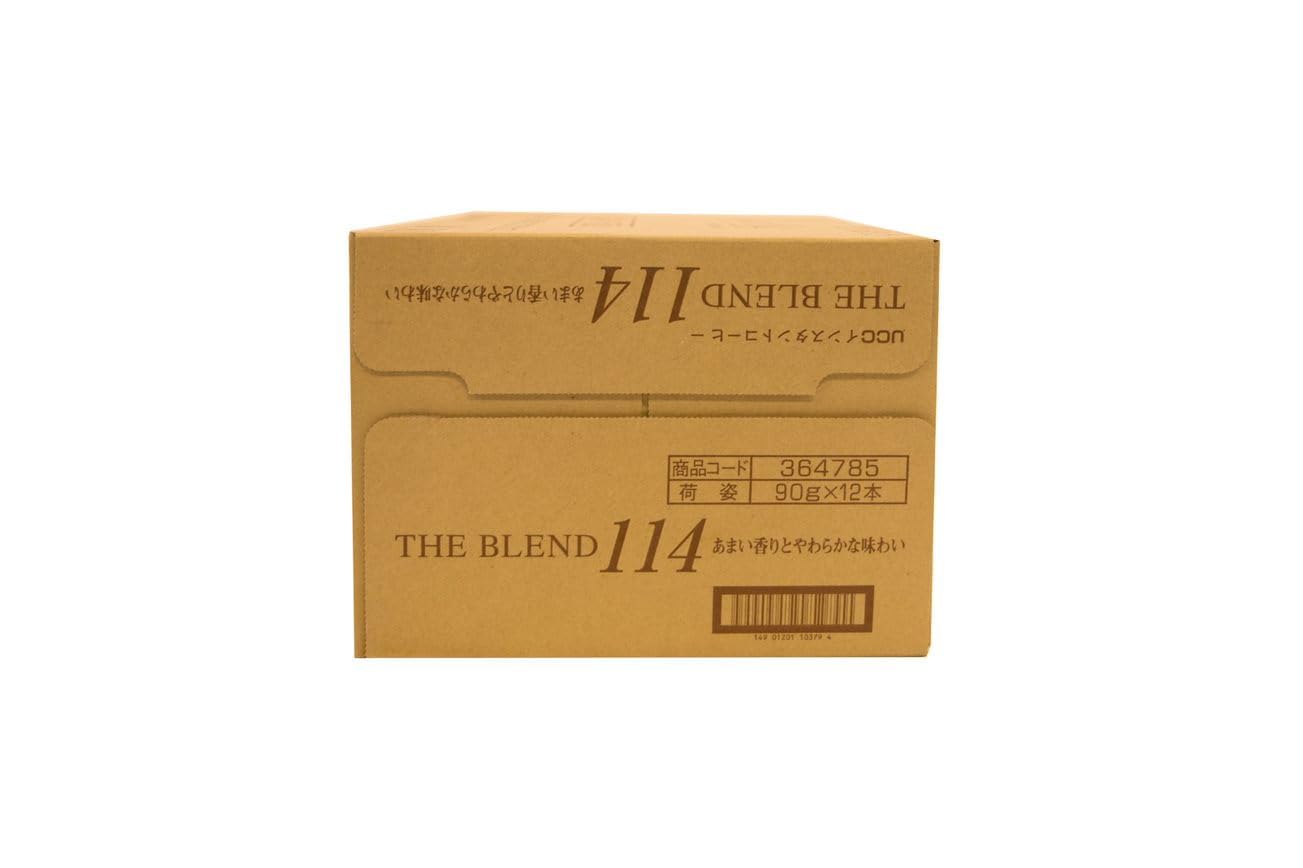 UCCインスタントコーヒー
THE BLEND 114 あまい香りとやわらかな味わい
商品コード 364785
荷 姿 90g×12本
THE BLEND 114 あまい香りとやわらかな味わい
149 01201 10379 4